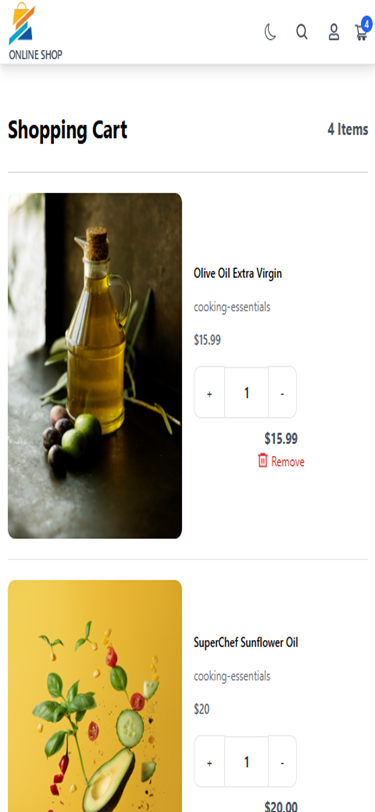 4
ONLINE SHOP
Shopping Cart
4 Items
Olive Oil Extra Virgin
cooking-essentials
$15.99
+ 1 -
$15.99
Remove
SuperChef Sunflower Oil
cooking-essentials
$20
+ 1 -
$20.00